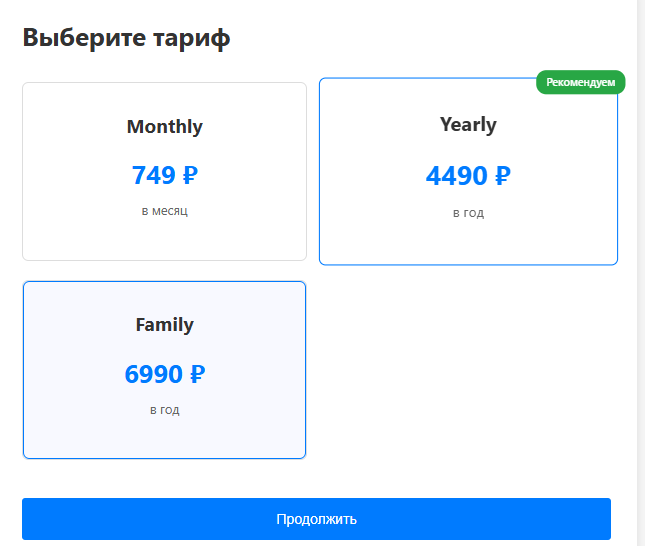 Выберите тариф
Monthly
749 ₽
в месяц
Рекомендуем
Yearly
4490 ₽
в год
Family
6990 ₽
в год
Продолжить